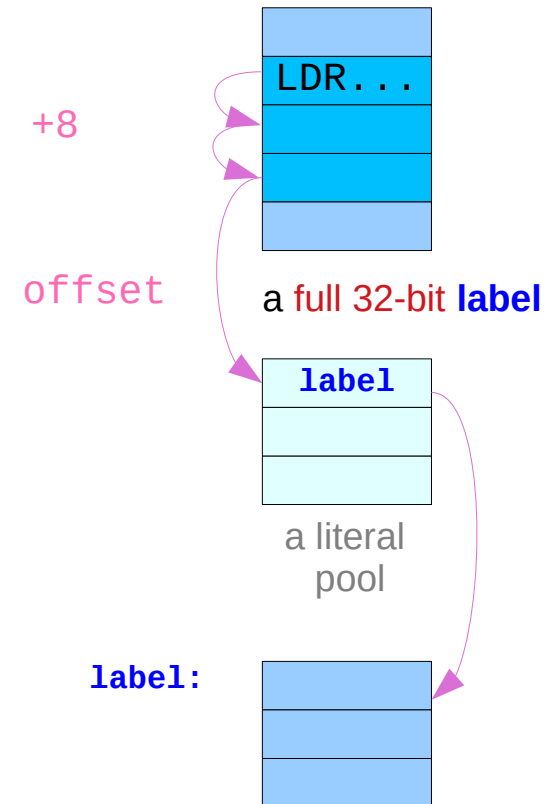 LDR...
+8
offset
a full 32-bit label
label
a literal
pool
label: